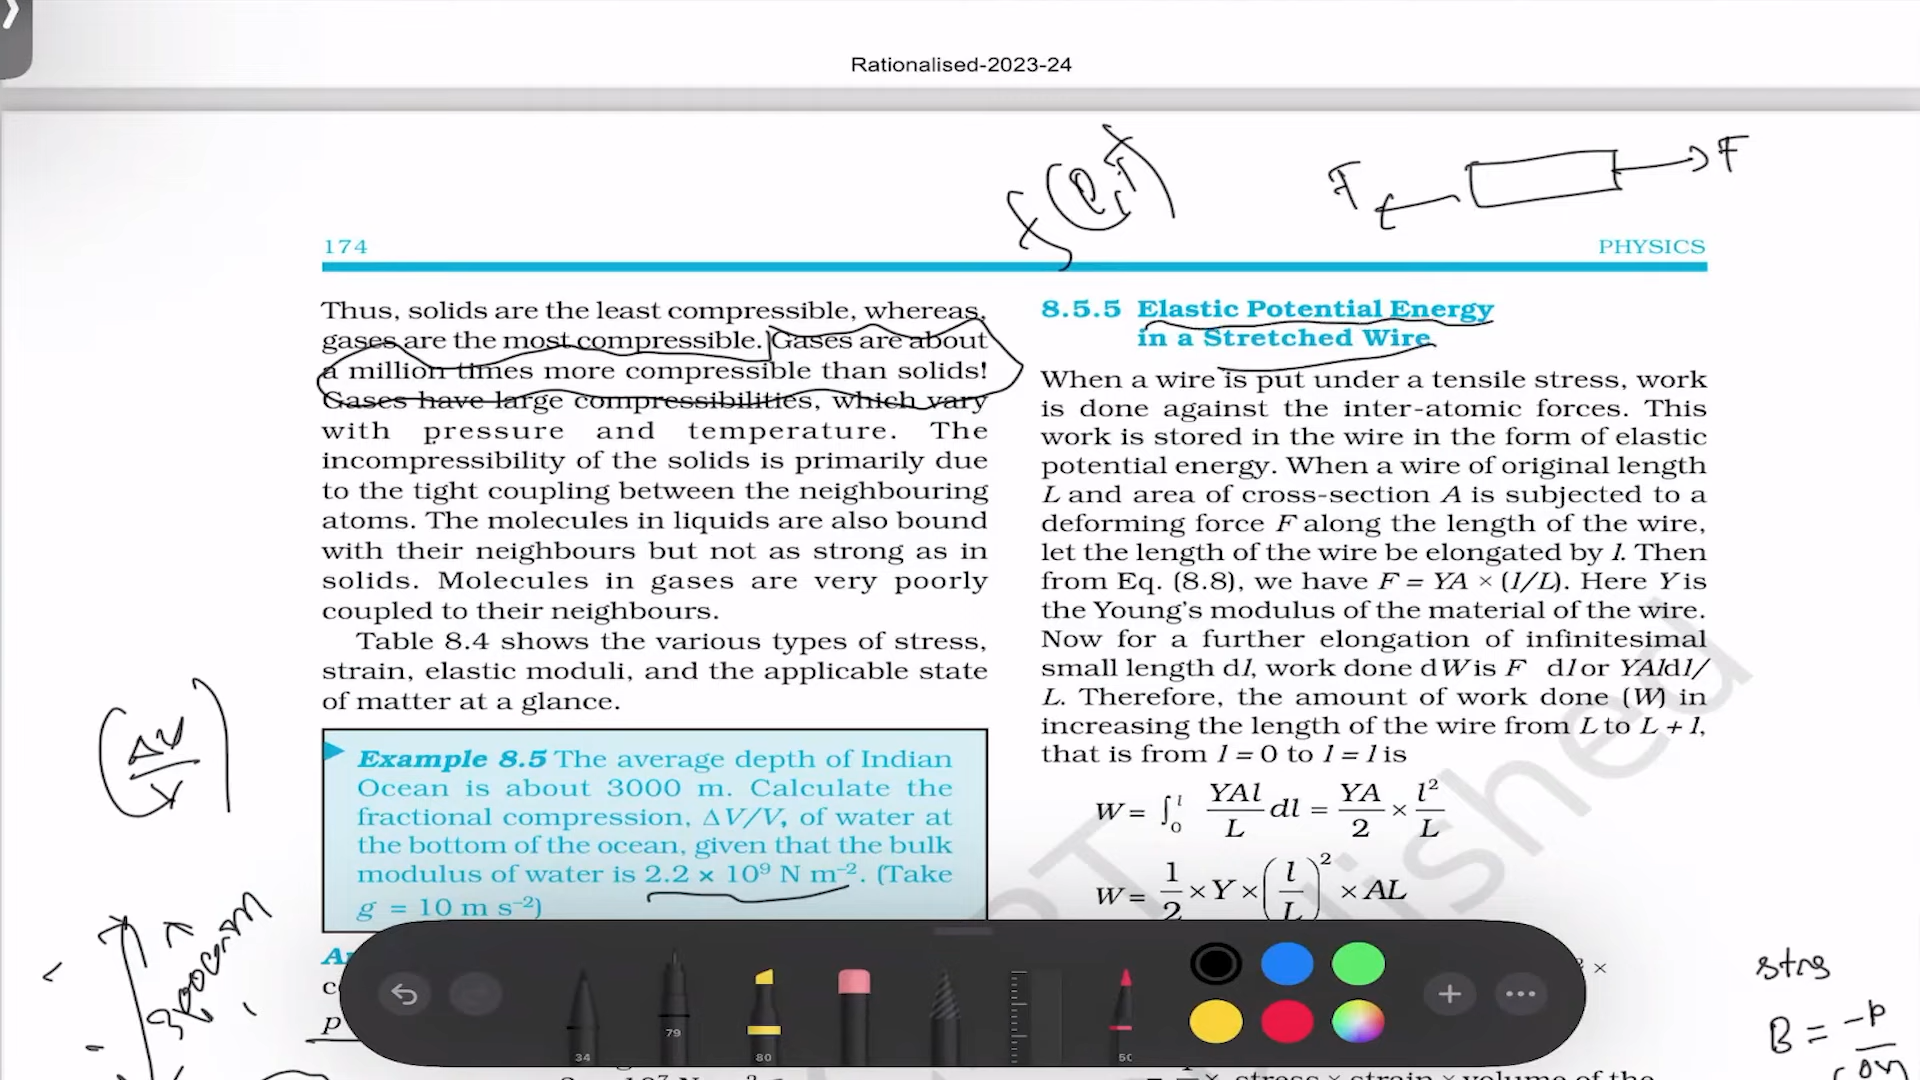 Rationalised-2023-24
f(P,T)
F
F
174
PHYSICS
Thus, solids are the least compressible, whereas,
gases are the most compressible. Gases are about
a million times more compressible than solids!
Gases have large compressibilities, which vary
with pressure and temperature. The
incompressibility of the solids is primarily due
to the tight coupling between the neighbouring
atoms. The molecules in liquids are also bound
with their neighbours but not as strong as in
solids. Molecules in gases are very poorly
coupled to their neighbours.
Table 8.4 shows the various types of stress,
strain, elastic moduli, and the applicable state
of matter at a glance.
Example 8.5 The average depth of Indian
Ocean is about 3000 m. Calculate the
fractional compression, ΔV/V, of water at
the bottom of the ocean, given that the bulk
modulus of water is 2.2 × 10⁹ N m⁻². (Take
g = 10 m s⁻²)
p
8.5.5 Elastic Potential Energy
in a Stretched Wire
When a wire is put under a tensile stress, work
is done against the inter-atomic forces. This
work is stored in the wire in the form of elastic
potential energy. When a wire of original length
L and area of cross-section A is subjected to a
deforming force F along the length of the wire,
let the length of the wire be elongated by l. Then
from Eq. (8.8), we have F = YA × (l/L). Here Y is
the Young's modulus of the material of the wire.
Now for a further elongation of infinitesimal
small length dl, work done dW is F dl or YAldl/
L. Therefore, the amount of work done (W) in
increasing the length of the wire from L to L + l,
that is from l = 0 to l = l is
W = ∫₀ˡ YAl/L dl = YA/2 × l²/L
W = 1/2 × Y × (l/L)² × AL
× stress × strain × volume of the
(ΔV/V)
strs
B = -P
34
79
80
50